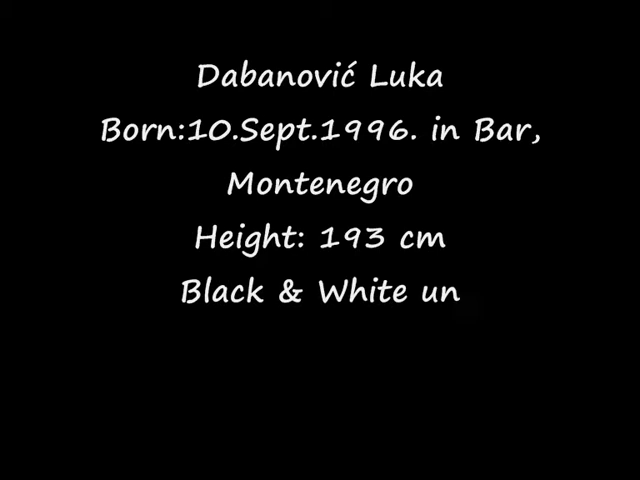 Dabanović Luka
Born:10.Sept.1996. in Bar,
Montenegro
Height: 193 cm
Black & White un